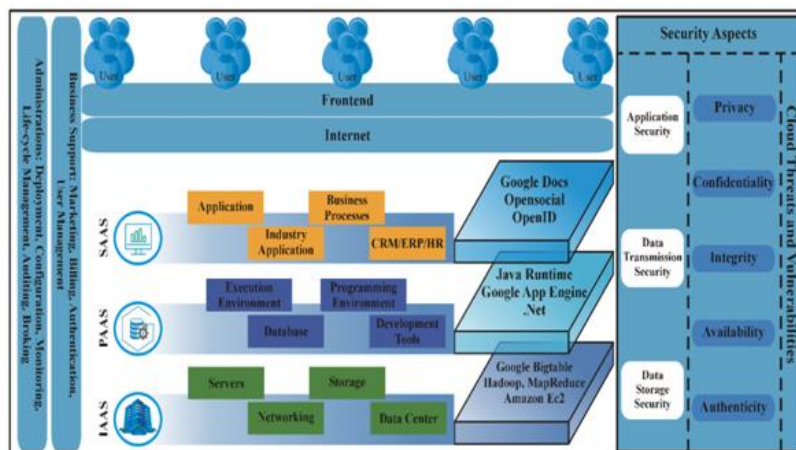 Administrations: Deployment, Configuration, Monitoring,
Life-cycle Management, Auditing, Broking
Business Support: Marketing, Billing, Authentication,
User Management
User
User
User
User
User
Frontend
Internet
SAAS
Application
Industry
Application
Business
Processes
CRM/ERP/HR
Google Docs
Opensocial
OpenID
PAAS
Execution
Environment
Database
Programming
Environment
Development
Tools
Java Runtime
Google App Engine
.Net
IAAS
Servers
Networking
Storage
Data Center
Google Bigtable
Hadoop, MapReduce
Amazon Ec2
Security Aspects
Application
Security
Data
Transmission
Security
Data
Storage
Security
Privacy
Confidentiality
Integrity
Availability
Authenticity
Cloud Threats and Vulnerabilities